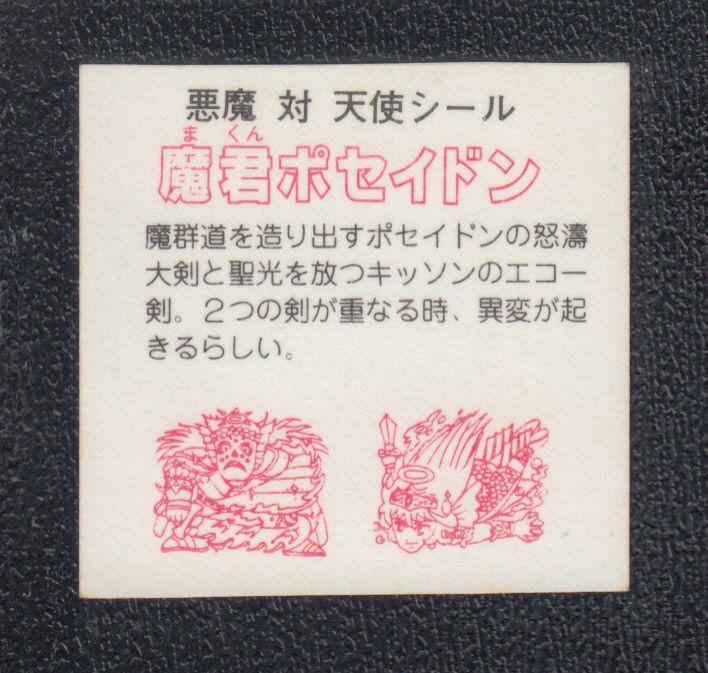 悪魔 対 天使シール
まくん
魔君ポセイドン
魔群道を造り出すポセイドンの怒濤
大剣と聖光を放つキッソンのエコー
剣。2つの剣が重なる時、異変が起
きるらしい。